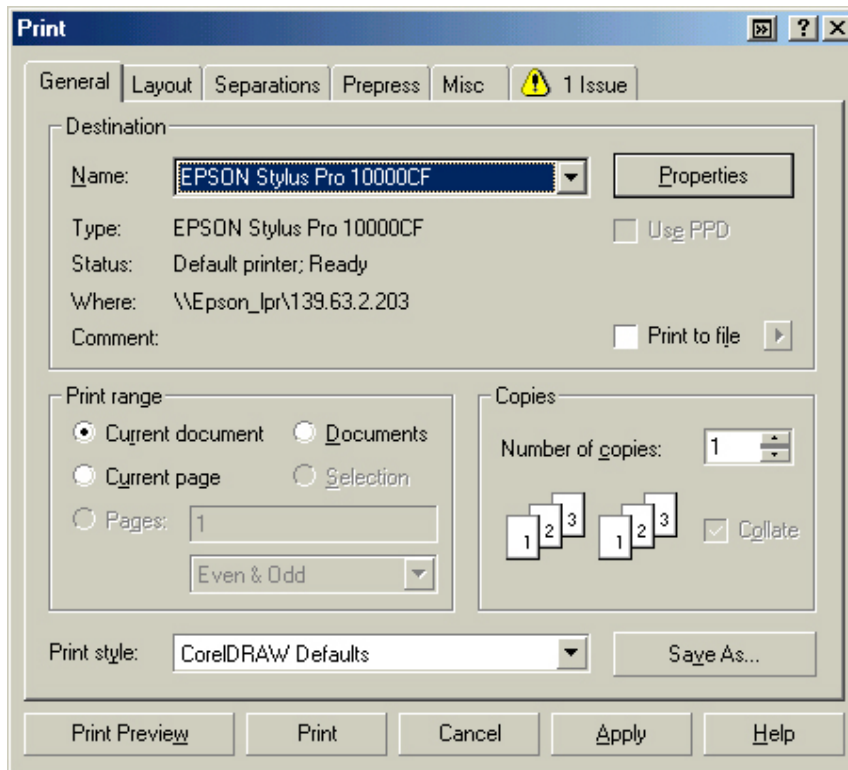 Print
General Layout Separations Prepress Misc 1 Issue
Destination
Name: EPSON Stylus Pro 10000CF Properties
Type: EPSON Stylus Pro 10000CF Use PPD
Status: Default printer; Ready
Where: \\Epson_lpr\139.63.2.203
Comment: Print to file
Print range Copies
Current document Documents Number of copies: 1
Current page Selection
Pages: 1 1 2 3 1 2 3 Collate
Even & Odd
Print style: CorelDRAW Defaults Save As...
Print Preview Print Cancel Apply Help